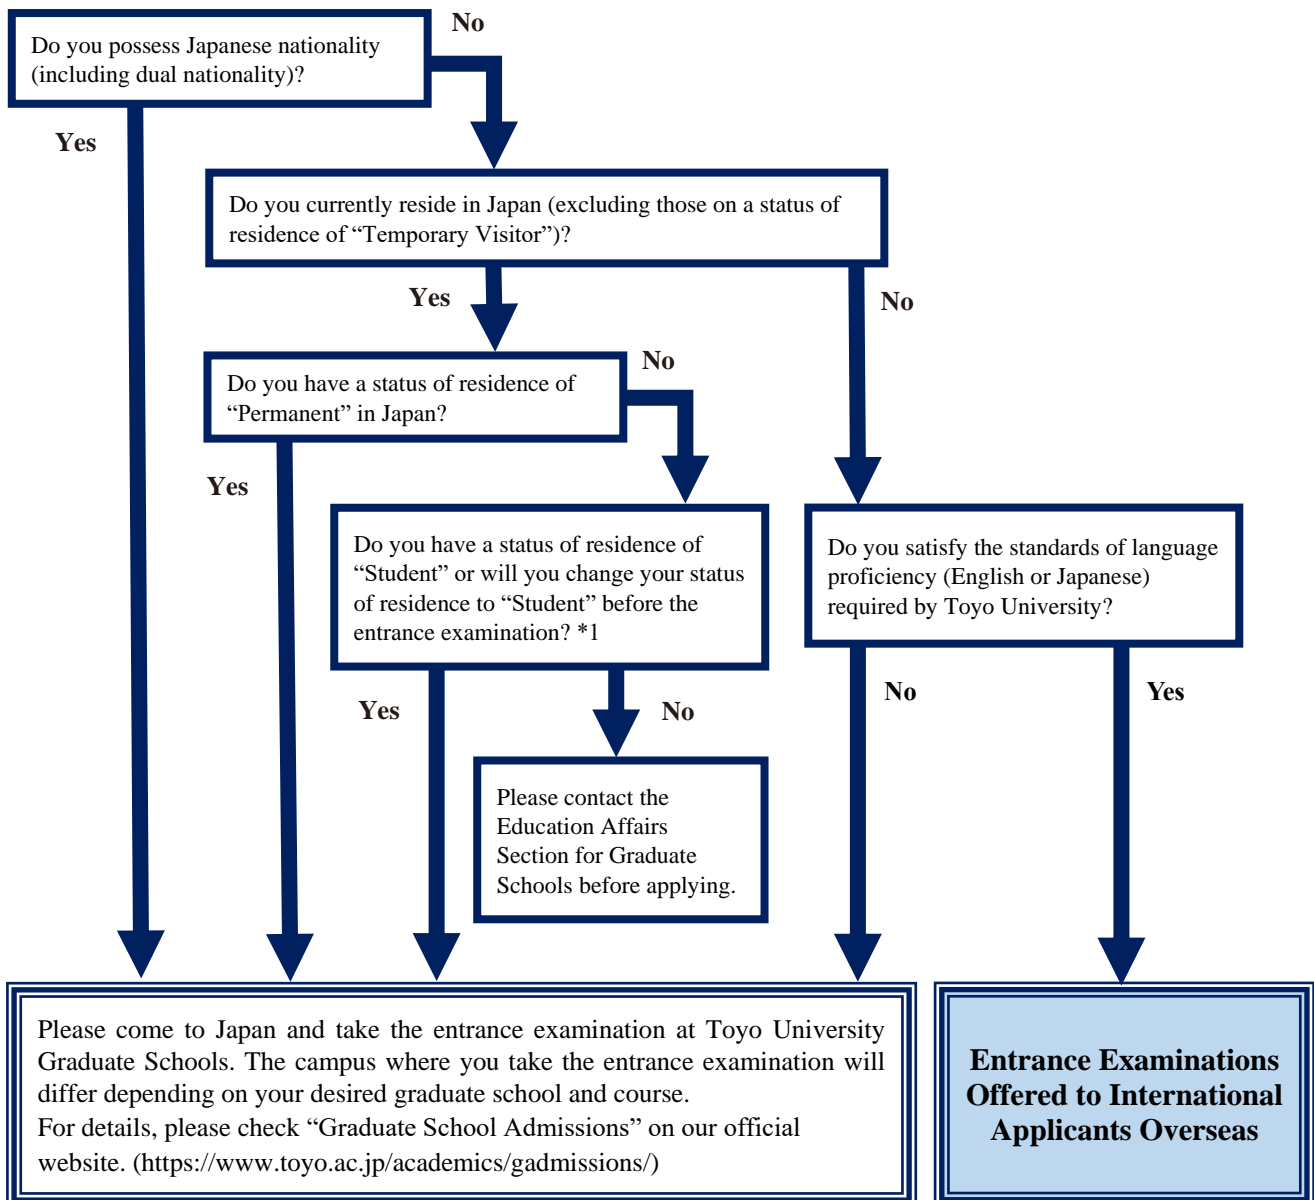 No
Do you possess Japanese nationality
(including dual nationality)?
Yes
Do you currently reside in Japan (excluding those on a status of
residence of “Temporary Visitor”)?
Yes
No
No
Do you have a status of residence of
“Permanent” in Japan?
Yes
Do you have a status of residence of
“Student” or will you change your status
of residence to “Student” before the
entrance examination? *1
Do you satisfy the standards of language
proficiency (English or Japanese)
required by Toyo University?
Yes
No
No
Yes
Please contact the
Education Affairs
Section for Graduate
Schools before applying.
Please come to Japan and take the entrance examination at Toyo University
Graduate Schools. The campus where you take the entrance examination will
differ depending on your desired graduate school and course.
For details, please check “Graduate School Admissions” on our official
website. (https://www.toyo.ac.jp/academics/gadmissions/)
Entrance Examinations
Offered to International
Applicants Overseas